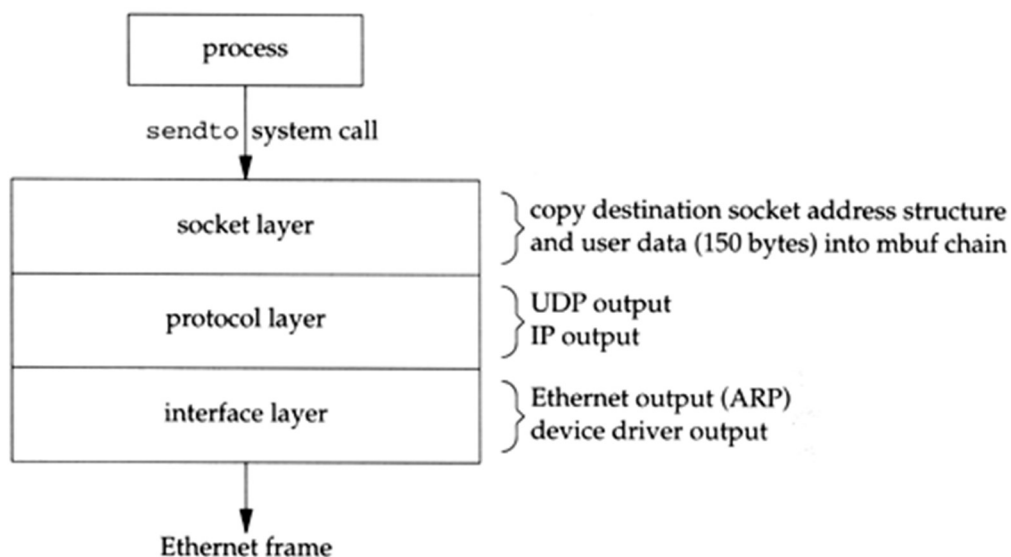 process
sendto system call
socket layer
copy destination socket address structure
and user data (150 bytes) into mbuf chain
protocol layer
UDP output
IP output
interface layer
Ethernet output (ARP)
device driver output
Ethernet frame